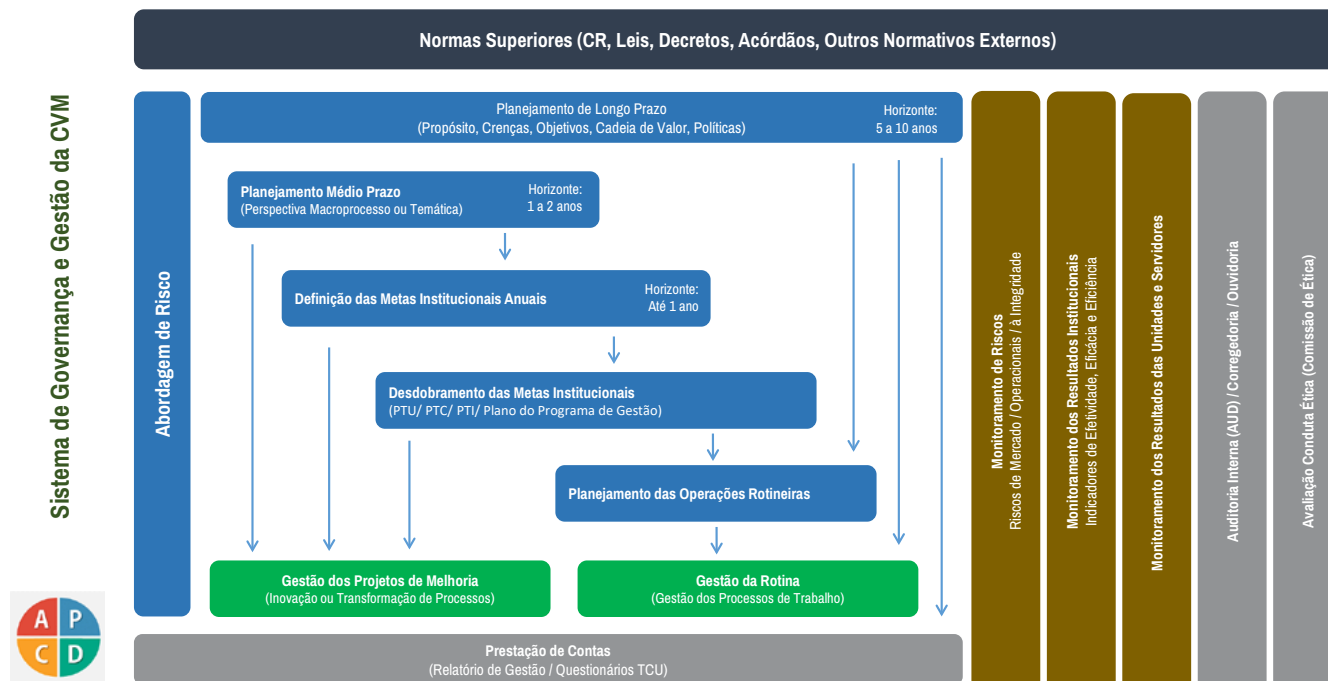 Normas Superiores (CR, Leis, Decretos, Acórdãos, Outros Normativos Externos)
Sistema de Governança e Gestão da CVM
Abordagem de Risco
Planejamento de Longo Prazo
(Propósito, Crenças, Objetivos, Cadeia de Valor, Políticas)
Horizonte:
5 a 10 anos
Planejamento Médio Prazo
(Perspectiva Macroprocesso ou Temática)
Horizonte:
1 a 2 anos
Definição das Metas Institucionais Anuais
Horizonte:
Até 1 ano
Desdobramento das Metas Institucionais
(PTU/ PTC/ PTI/ Plano do Programa de Gestão)
Planejamento das Operações Rotineiras
Gestão dos Projetos de Melhoria
(Inovação ou Transformação de Processos)
Gestão da Rotina
(Gestão dos Processos de Trabalho)
Prestação de Contas
(Relatório de Gestão / Questionários TCU)
Monitoramento de Riscos
Riscos de Mercado / Operacionais / à Integridade
Monitoramento dos Resultados Institucionais
Indicadores de Efetividade, Eficácia e Eficiência
Monitoramento dos Resultados das Unidades e Servidores
Auditoria Interna (AUD) / Corregedoria / Ouvidoria
Avaliação Conduta Ética (Comissão de Ética)
A P
C D